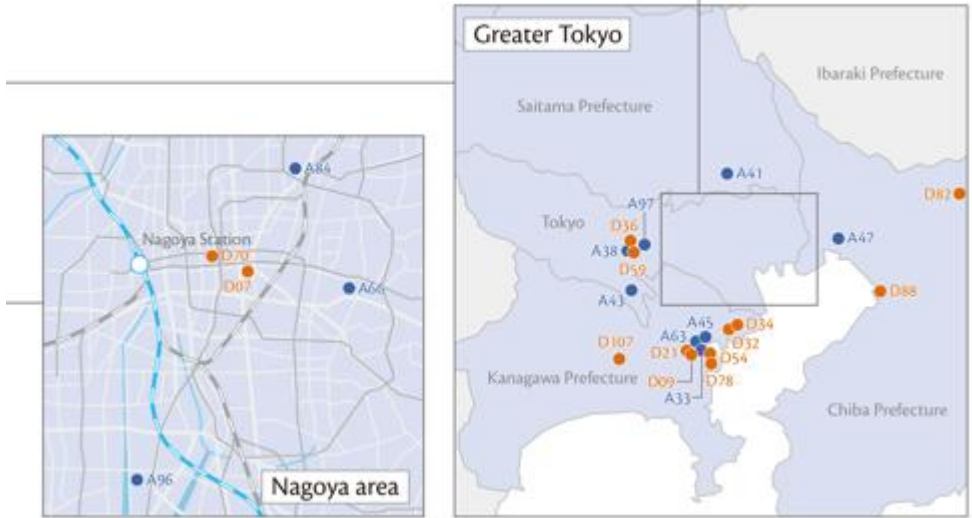 Greater Tokyo
Ibaraki Prefecture
Saitama Prefecture
A41
D82
A97
Tokyo
D36
A47
A38
D59
A43
D88
D34
A45
A63
D32
D107
D21
D54
Kanagawa Prefecture
D09
D78
A33
Chiba Prefecture
A84
Nagoya Station
D70
D07
A66
A96
Nagoya area